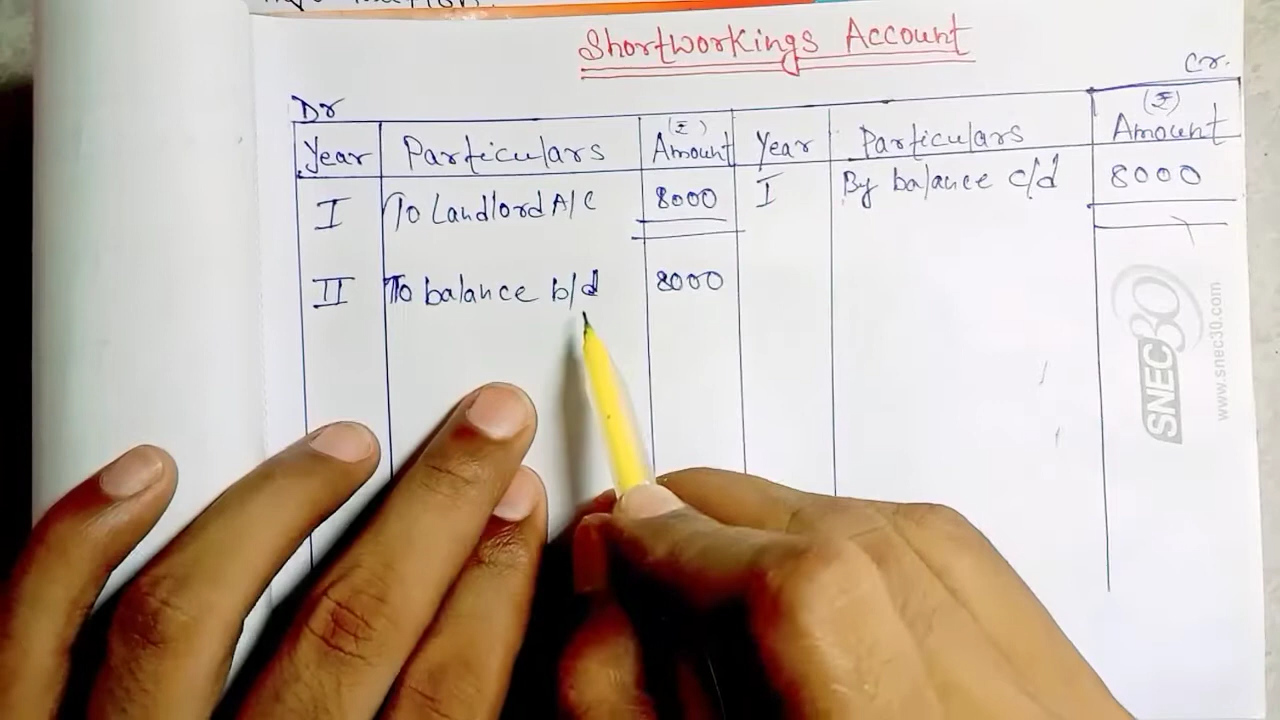 Shortworkings Account
Dr
Cr.
Year Particulars (₹) Amount Year Particulars (₹) Amount
I To Landlord A/C 8000 I By balance c/d 8000
II To balance b/d 8000
SNEC30
www.snec30.com